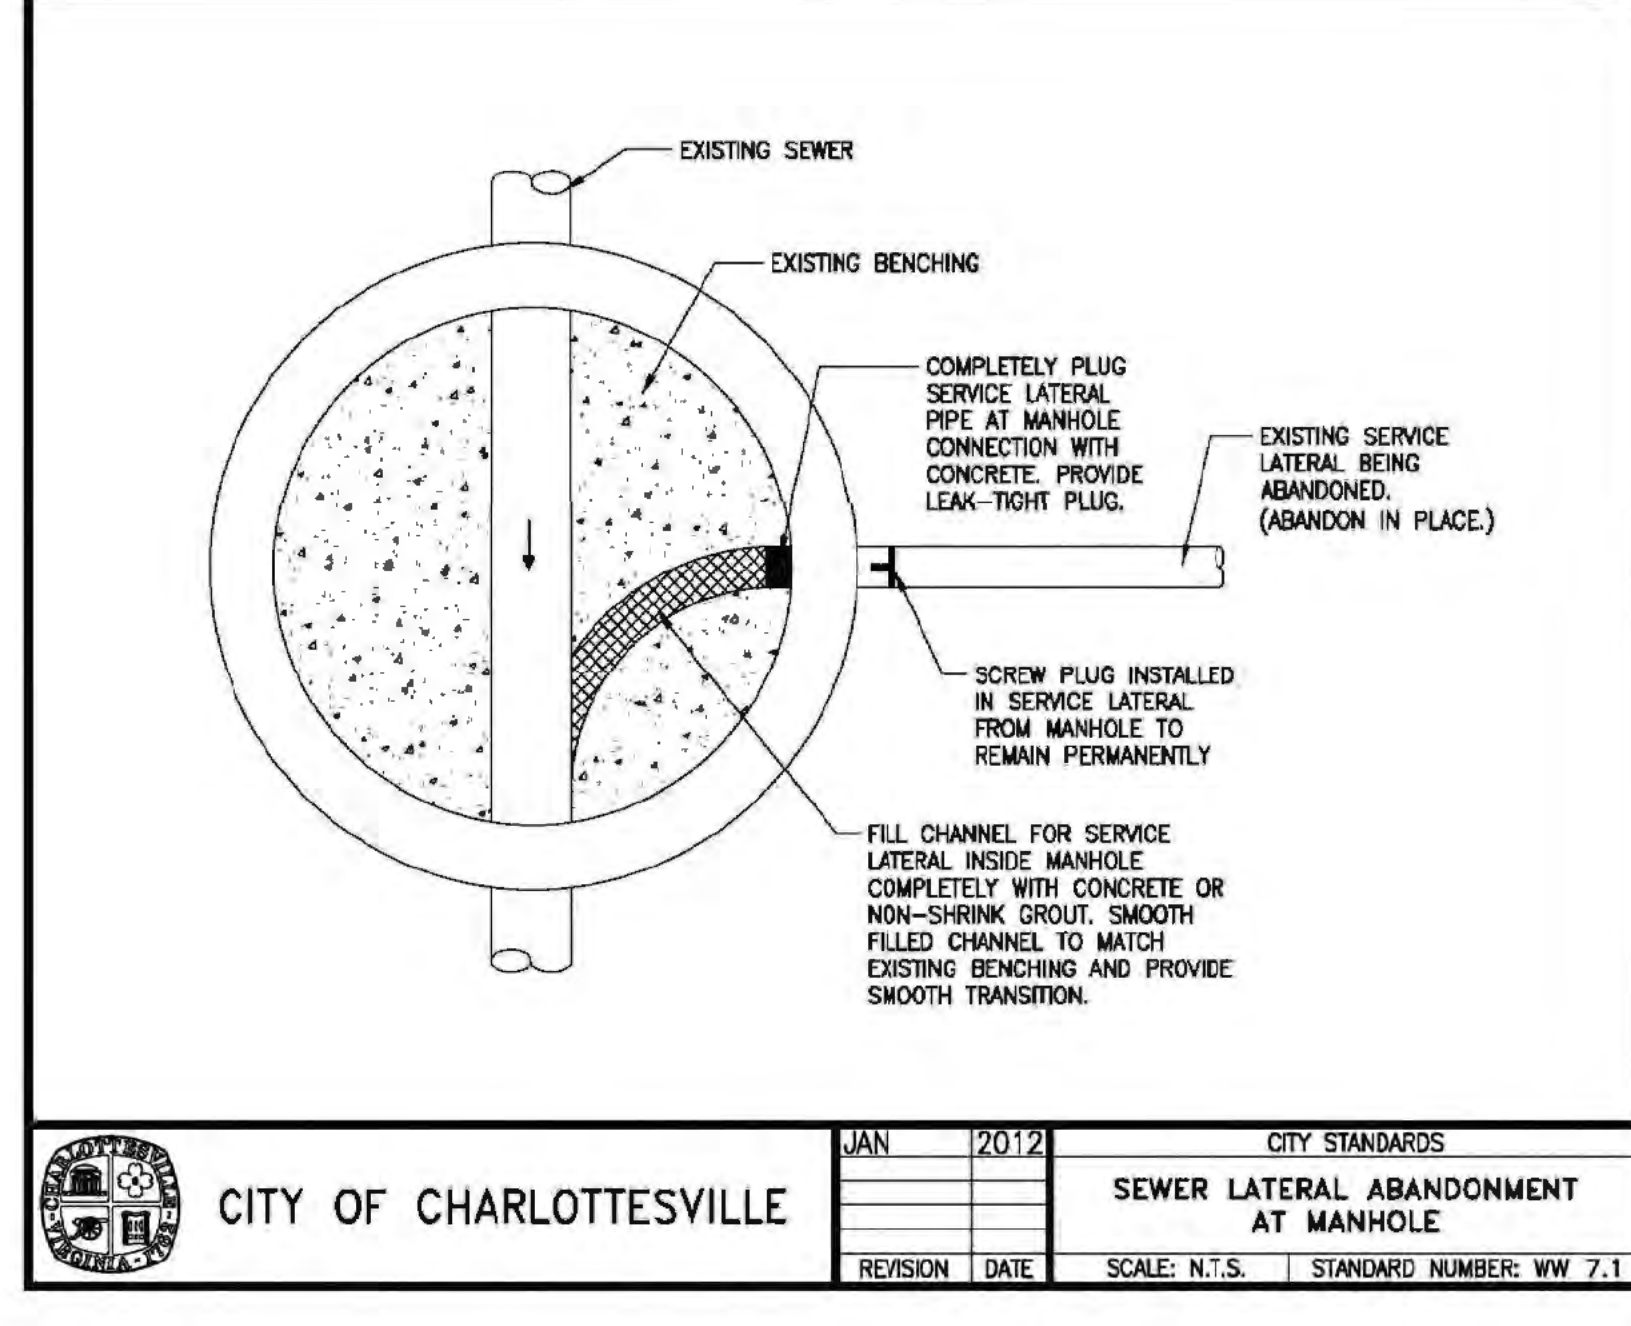 EXISTING SEWER
EXISTING BENCHING
COMPLETELY PLUG
SERVICE LATERAL
PIPE AT MANHOLE
CONNECTION WITH
CONCRETE. PROVIDE
LEAK-TIGHT PLUG.
EXISTING SERVICE
LATERAL BEING
ABANDONED.
(ABANDON IN PLACE.)
SCREW PLUG INSTALLED
IN SERVICE LATERAL
FROM MANHOLE TO
REMAIN PERMANENTLY
FILL CHANNEL FOR SERVICE
LATERAL INSIDE MANHOLE
COMPLETELY WITH CONCRETE OR
NON-SHRINK GROUT. SMOOTH
FILLED CHANNEL TO MATCH
EXISTING BENCHING AND PROVIDE
SMOOTH TRANSITION.
CHARLOTTESVILLE - VIRGINIA - 1762
CITY OF CHARLOTTESVILLE
JAN 2012
REVISION DATE
CITY STANDARDS
SEWER LATERAL ABANDONMENT
AT MANHOLE
SCALE: N.T.S. STANDARD NUMBER: WW 7.1